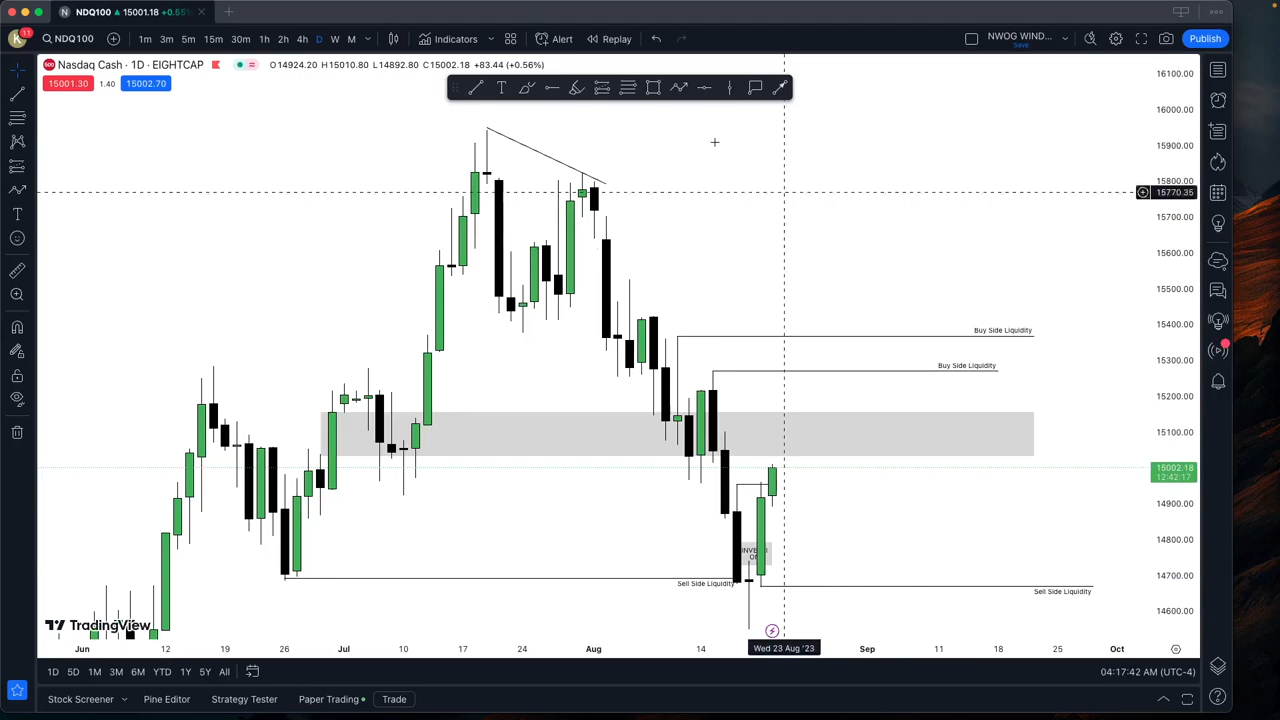 NDQ100 ▲ 15001.18 +0.55%
K 11 NDQ100 1m 3m 5m 15m 30m 1h 2h 4h D W M Indicators Alert Replay NWOG WIND... Save Publish
Nasdaq Cash · 1D · EIGHTCAP O14924.20 H15010.80 L14892.80 C15002.18 +83.44 (+0.56%)
15001.30 1.40 15002.70
16100.00
16000.00
15900.00
15800.00
15770.35
15700.00
15600.00
15500.00
15400.00
Buy Side Liquidity
15300.00
Buy Side Liquidity
15200.00
15100.00
15002.18
12:42:17
14900.00
14800.00
14700.00
Sell Side Liquidity
Sell Side Liquidity
14600.00
TradingView
Jun 12 19 26 Jul 10 17 24 Aug 14 Wed 23 Aug '23 Sep 11 18 25 Oct
1D 5D 1M 3M 6M YTD 1Y 5Y All 04:17:42 AM (UTC-4)
Stock Screener Pine Editor Strategy Tester Paper Trading Trade